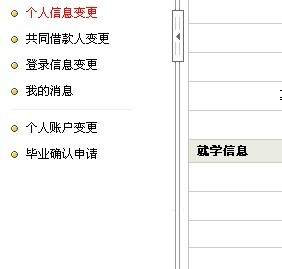 个人信息变更
共同借款人变更
登录信息变更
我的消息
个人账户变更
毕业确认申请
就学信息